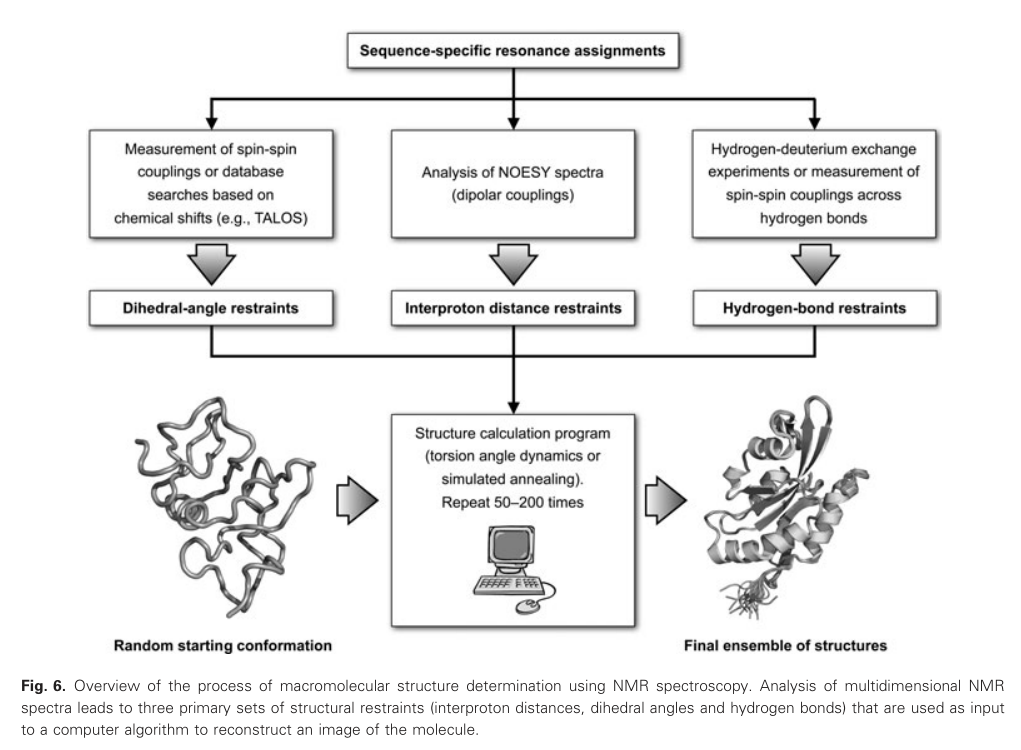 Sequence-specific resonance assignments
Measurement of spin-spin
couplings or database
searches based on
chemical shifts (e.g., TALOS)
Analysis of NOESY spectra
(dipolar couplings)
Hydrogen-deuterium exchange
experiments or measurement of
spin-spin couplings across
hydrogen bonds
Dihedral-angle restraints
Interproton distance restraints
Hydrogen-bond restraints
Structure calculation program
(torsion angle dynamics or
simulated annealing).
Repeat 50–200 times
Random starting conformation
Final ensemble of structures
Fig. 6. Overview of the process of macromolecular structure determination using NMR spectroscopy. Analysis of multidimensional NMR
spectra leads to three primary sets of structural restraints (interproton distances, dihedral angles and hydrogen bonds) that are used as input
to a computer algorithm to reconstruct an image of the molecule.